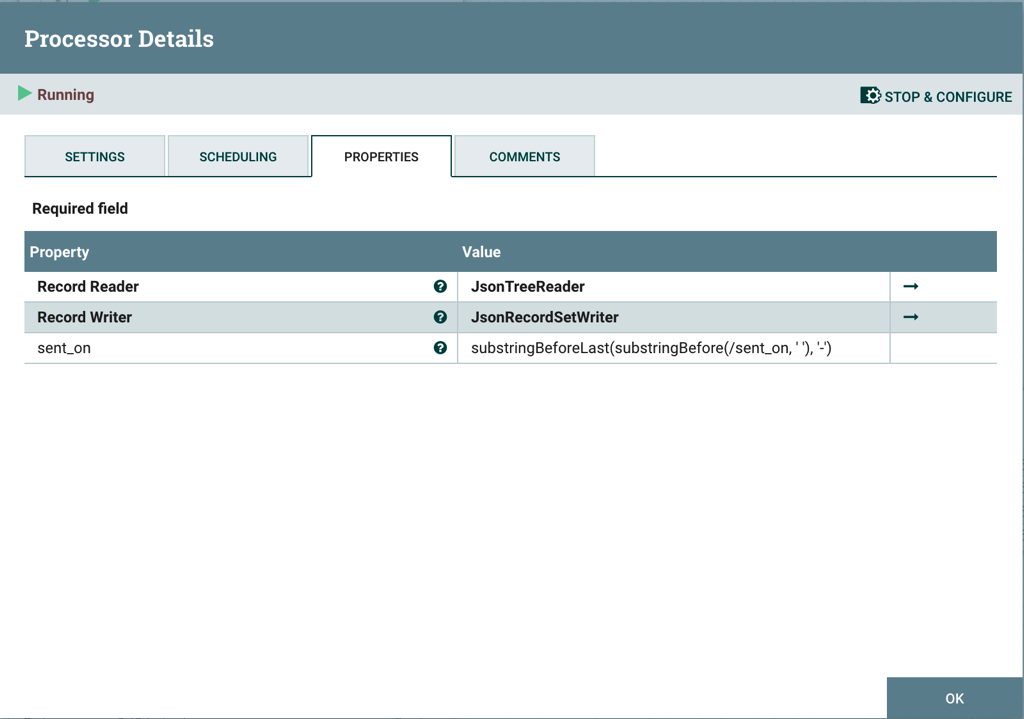 Processor Details
Running
STOP & CONFIGURE
SETTINGS SCHEDULING PROPERTIES COMMENTS
Required field
Property Value
Record Reader JsonTreeReader
Record Writer JsonRecordSetWriter
sent_on substringBeforeLast(substringBefore(/sent_on, ' '), '-')
OK